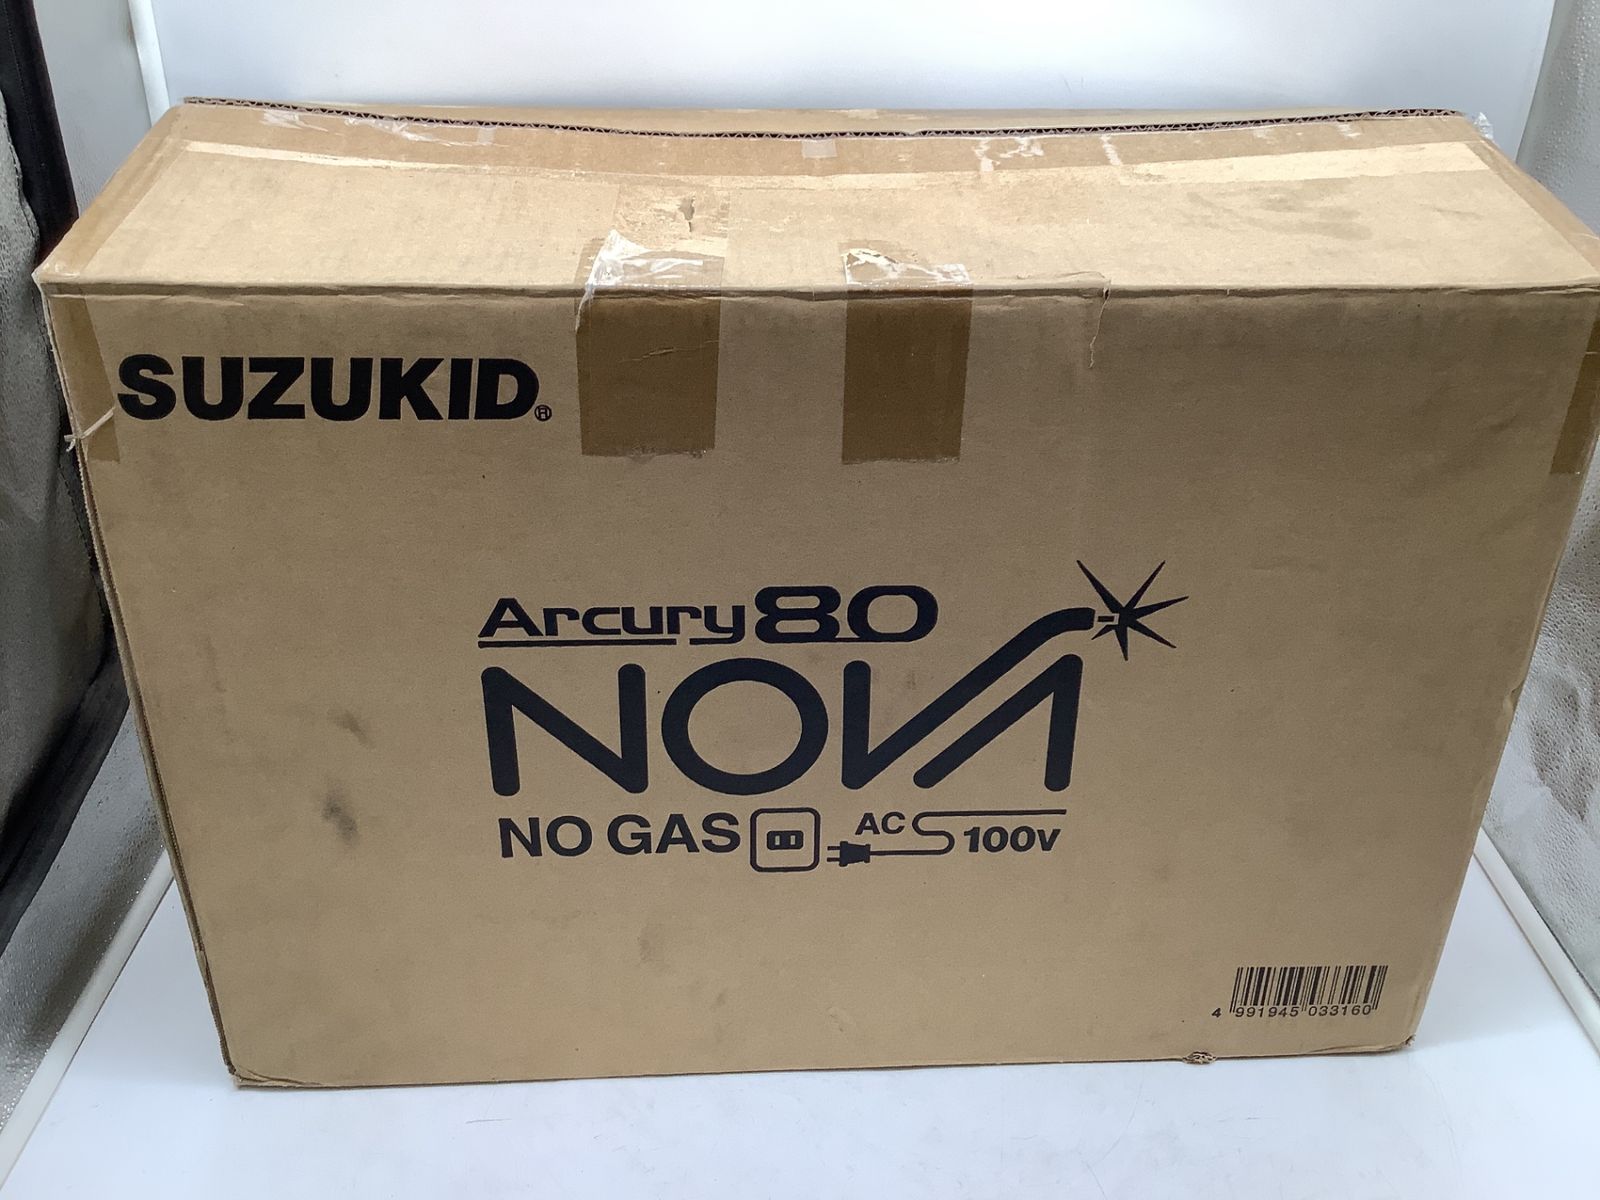 SUZUKID®
Arcury80
NOVA
NO GAS AC 100V
4 991945 033160